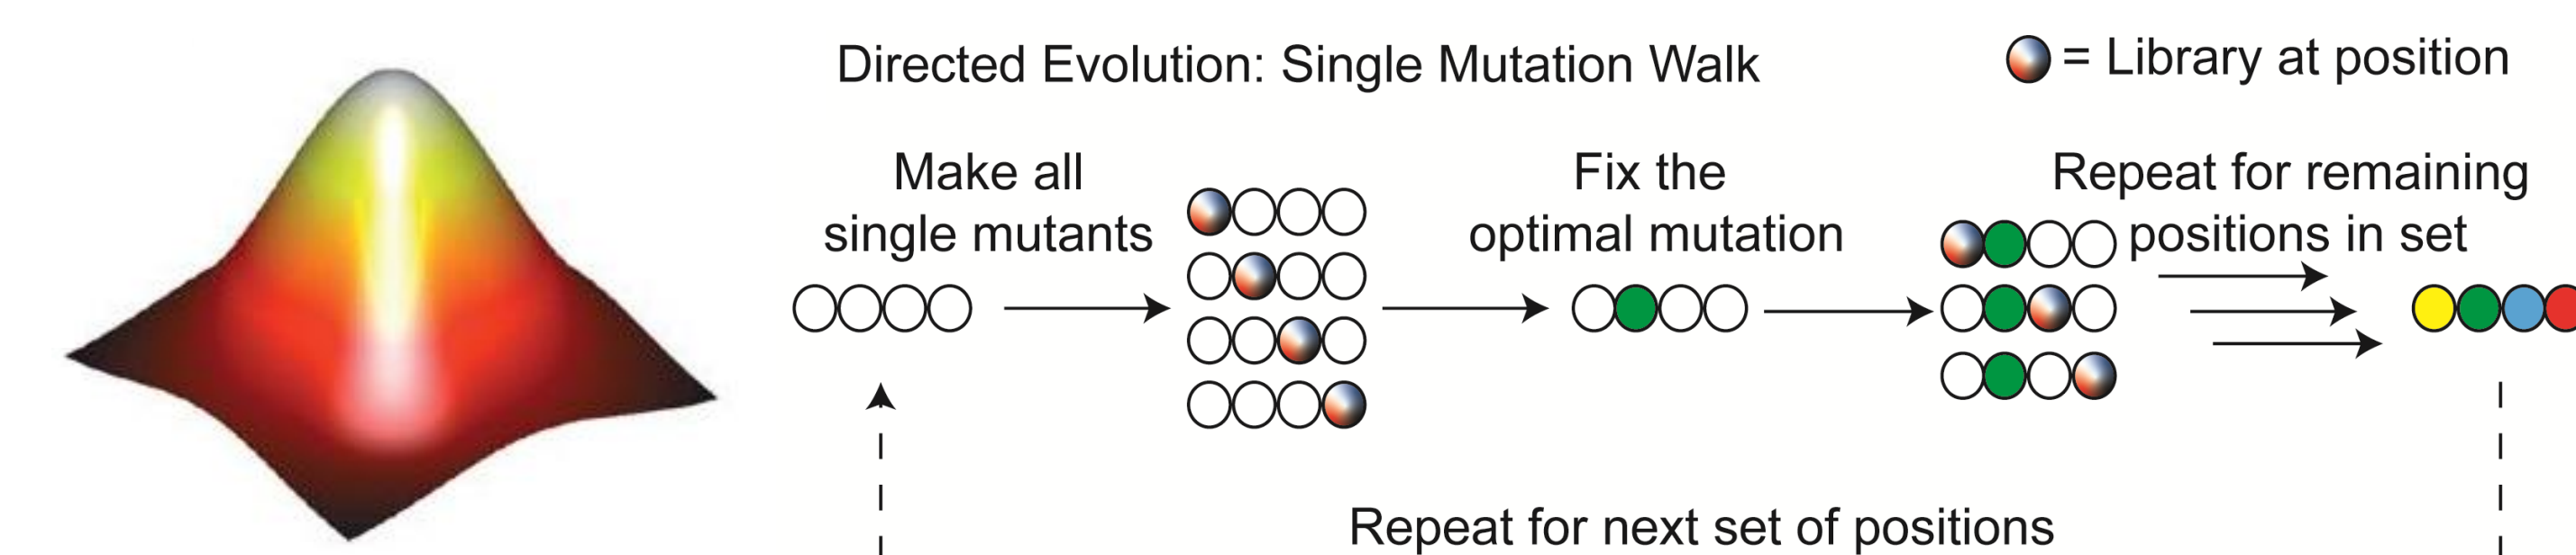 Directed Evolution: Single Mutation Walk
= Library at position
Make all
single mutants
Fix the
optimal mutation
Repeat for remaining
positions in set
Repeat for next set of positions